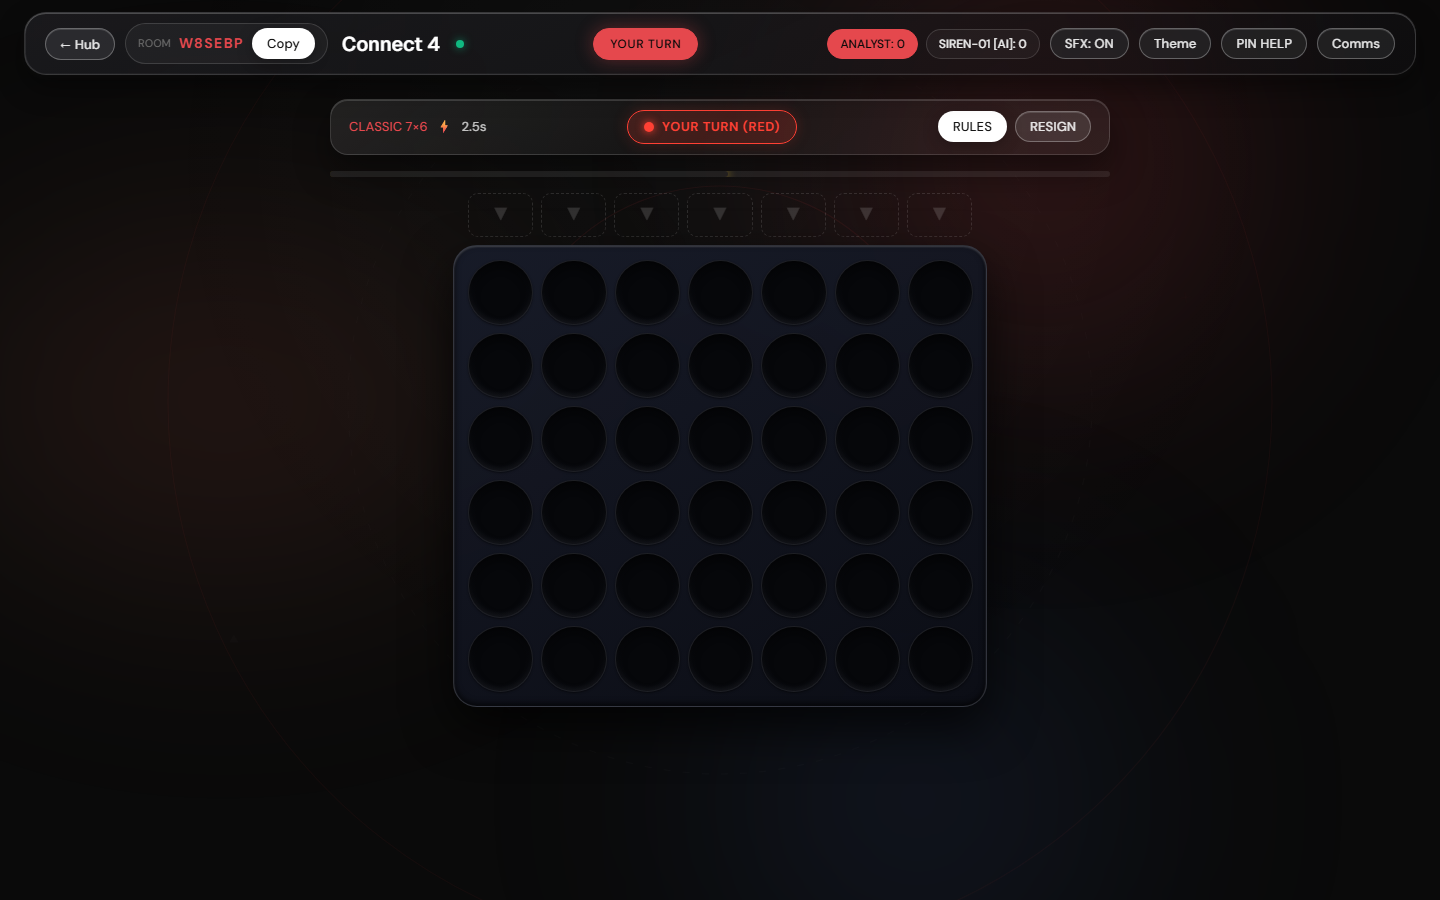 ← Hub
ROOM W8SEBP Copy
Connect 4
YOUR TURN
ANALYST: 0
SIREN-01 [AI]: 0
SFX: ON
Theme
PIN HELP
Comms
CLASSIC 7×6 ⚡ 2.5s
YOUR TURN (RED)
RULES
RESIGN
▼ ▼ ▼ ▼ ▼ ▼ ▼